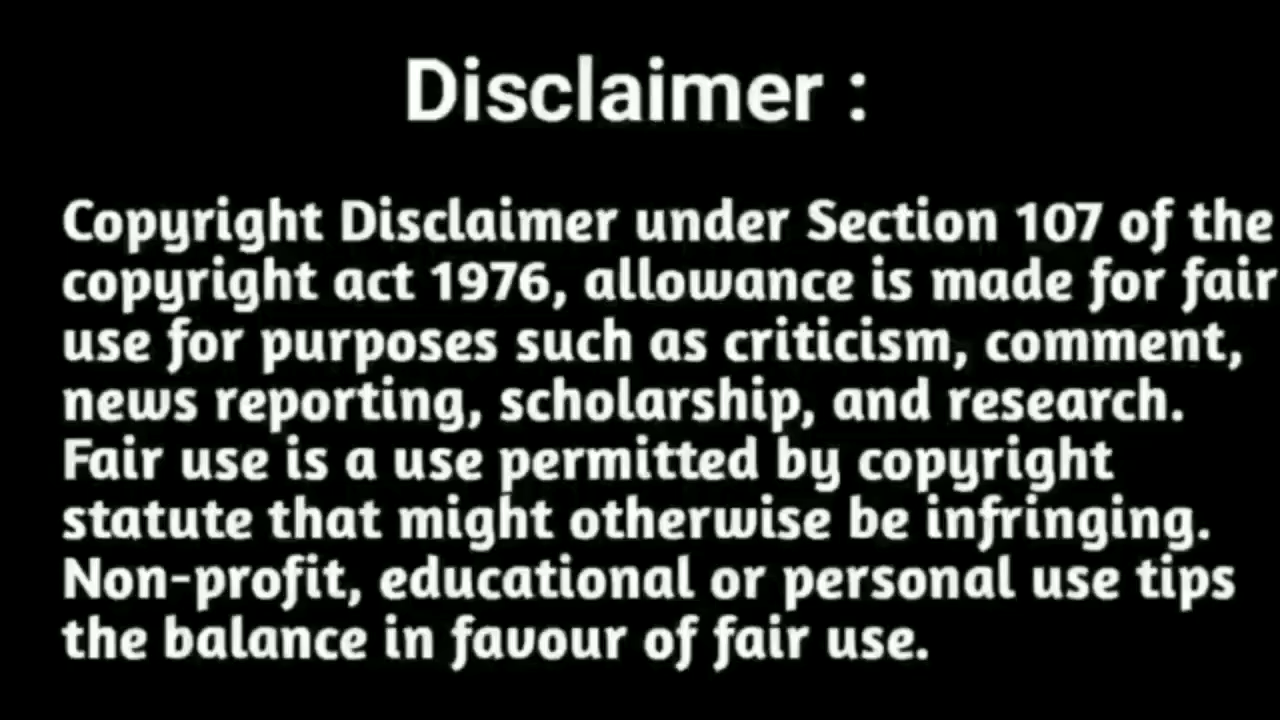 Disclaimer :
Copyright Disclaimer under Section 107 of the
copyright act 1976, allowance is made for fair
use for purposes such as criticism, comment,
news reporting, scholarship, and research.
Fair use is a use permitted by copyright
statute that might otherwise be infringing.
Non-profit, educational or personal use tips
the balance in favour of fair use.